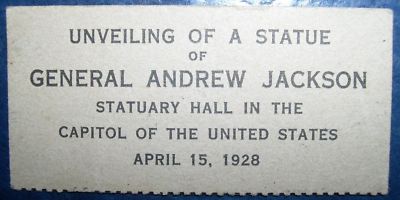 UNVEILING OF A STATUE
OF
GENERAL ANDREW JACKSON
STATUARY HALL IN THE
CAPITOL OF THE UNITED STATES
APRIL 15, 1928